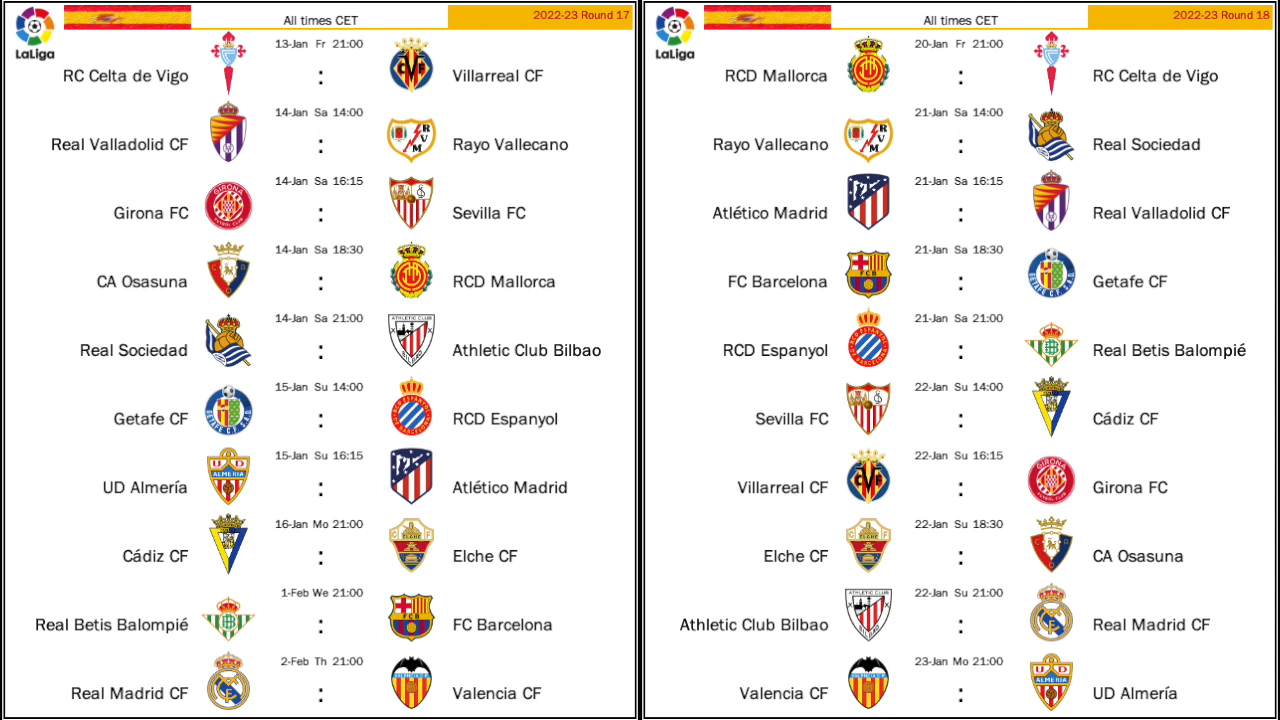 LaLiga
All times CET
2022-23 Round 17
13-Jan Fr 21:00
RC Celta de Vigo : Villarreal CF
14-Jan Sa 14:00
Real Valladolid CF : Rayo Vallecano
14-Jan Sa 16:15
Girona FC : Sevilla FC
14-Jan Sa 18:30
CA Osasuna : RCD Mallorca
14-Jan Sa 21:00
Real Sociedad : Athletic Club Bilbao
15-Jan Su 14:00
Getafe CF : RCD Espanyol
15-Jan Su 16:15
UD Almería : Atlético Madrid
16-Jan Mo 21:00
Cádiz CF : Elche CF
1-Feb We 21:00
Real Betis Balompié : FC Barcelona
2-Feb Th 21:00
Real Madrid CF : Valencia CF
LaLiga
All times CET
2022-23 Round 18
20-Jan Fr 21:00
RCD Mallorca : RC Celta de Vigo
21-Jan Sa 14:00
Rayo Vallecano : Real Sociedad
21-Jan Sa 16:15
Atlético Madrid : Real Valladolid CF
21-Jan Sa 18:30
FC Barcelona : Getafe CF
21-Jan Sa 21:00
RCD Espanyol : Real Betis Balompié
22-Jan Su 14:00
Sevilla FC : Cádiz CF
22-Jan Su 16:15
Villarreal CF : Girona FC
22-Jan Su 18:30
Elche CF : CA Osasuna
22-Jan Su 21:00
Athletic Club Bilbao : Real Madrid CF
23-Jan Mo 21:00
Valencia CF : UD Almería